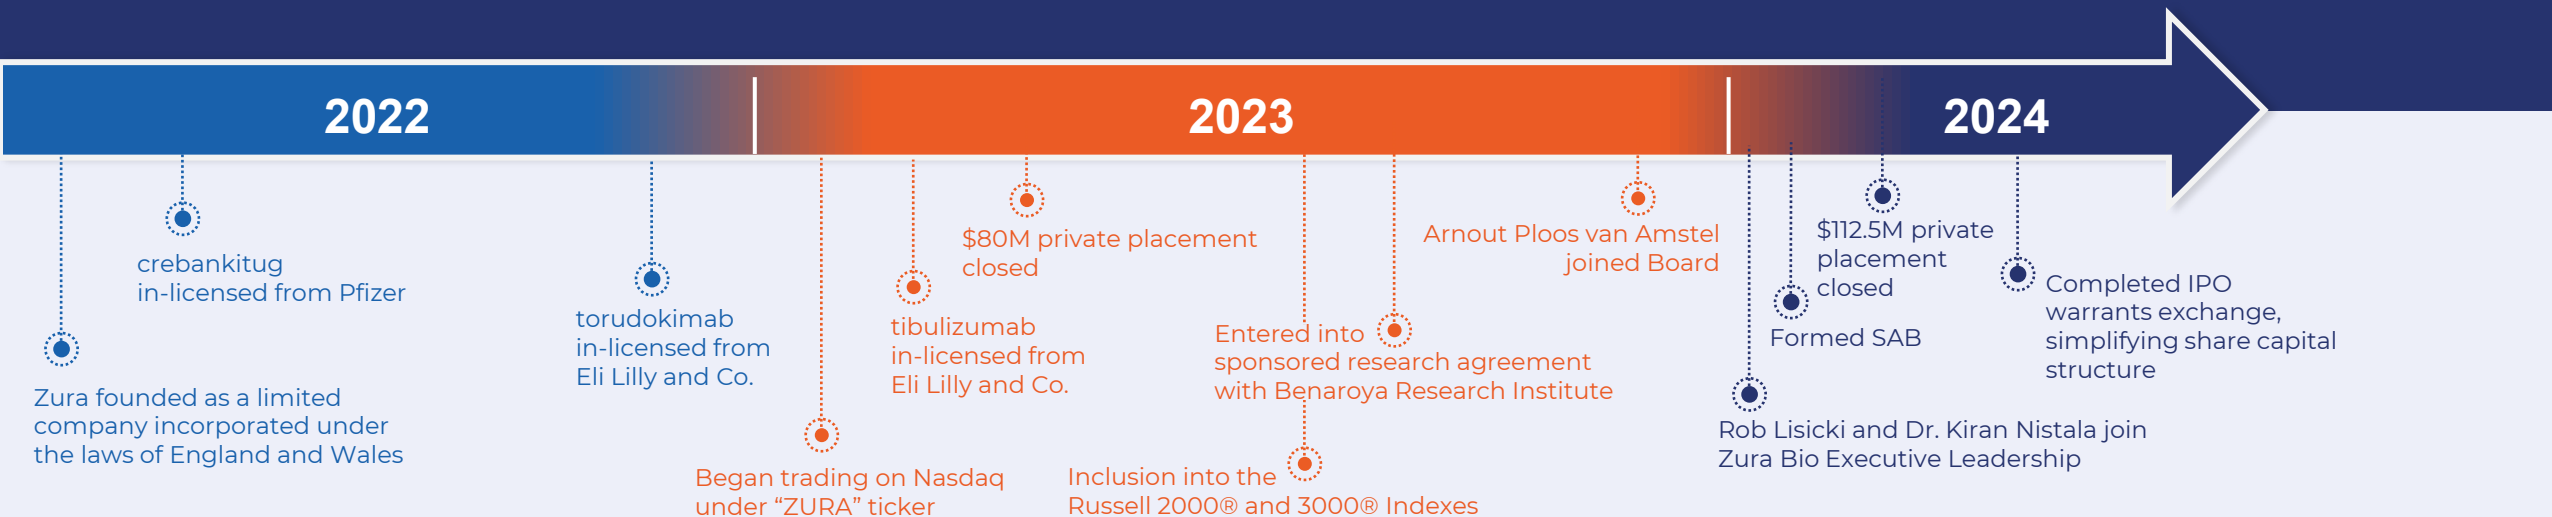 2022
2023
2024
crebankitug
in-licensed from Pfizer
Zura founded as a limited
company incorporated under
the laws of England and Wales
torudokimab
in-licensed from
Eli Lilly and Co.
Began trading on Nasdaq
under “ZURA” ticker
tibulizumab
in-licensed from
Eli Lilly and Co.
$80M private placement
closed
Inclusion into the
Russell 2000® and 3000® Indexes
Entered into
sponsored research agreement
with Benaroya Research Institute
Arnout Ploos van Amstel
joined Board
Rob Lisicki and Dr. Kiran Nistala join
Zura Bio Executive Leadership
Formed SAB
$112.5M private
placement
closed
Completed IPO
warrants exchange,
simplifying share capital
structure